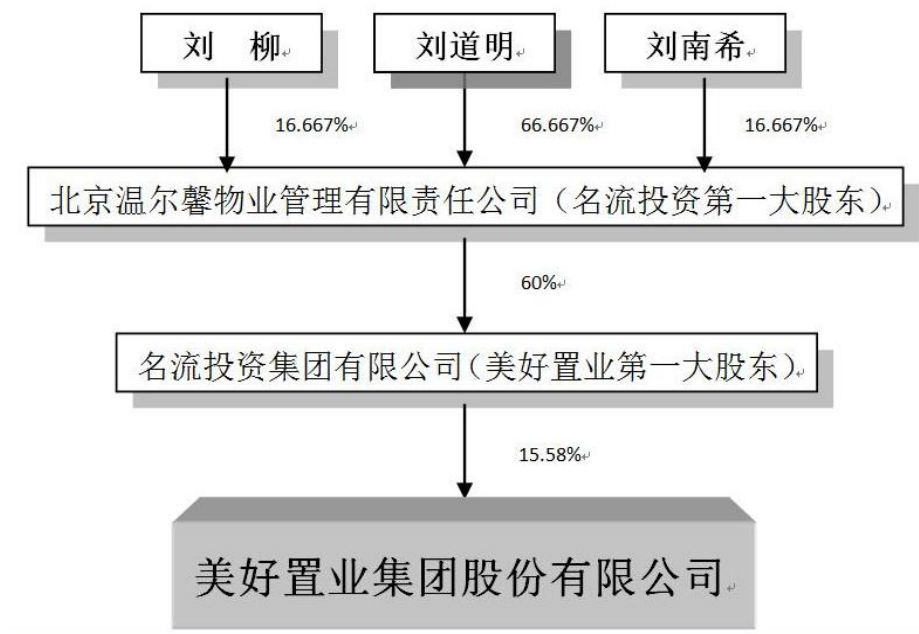 刘　柳
刘道明
刘南希
16.667%
66.667%
16.667%
北京温尔馨物业管理有限责任公司（名流投资第一大股东）
60%
名流投资集团有限公司（美好置业第一大股东）
15.58%
美好置业集团股份有限公司